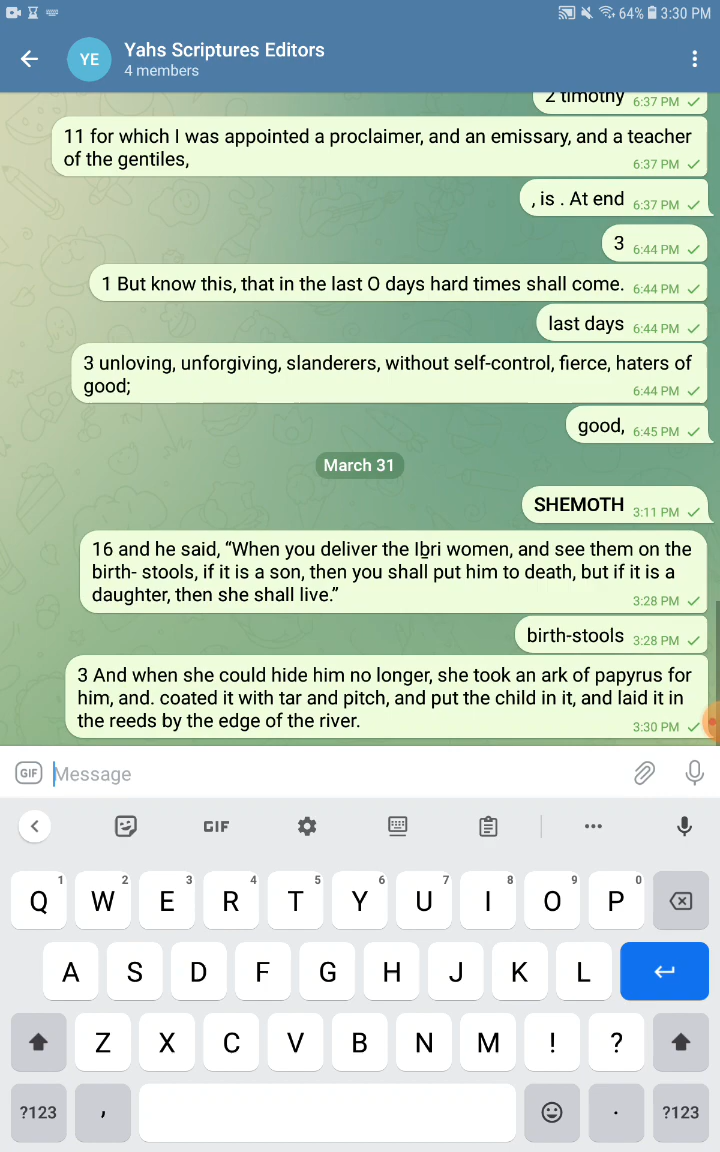 64% 3:30 PM
YE Yahs Scriptures Editors
4 members
2 timothy 6:37 PM
11 for which I was appointed a proclaimer, and an emissary, and a teacher
of the gentiles,
6:37 PM
, is . At end 6:37 PM
3 6:44 PM
1 But know this, that in the last O days hard times shall come. 6:44 PM
last days 6:44 PM
3 unloving, unforgiving, slanderers, without self-control, fierce, haters of
good;
6:44 PM
good, 6:45 PM
March 31
SHEMOTH 3:11 PM
16 and he said, “When you deliver the Iḇri women, and see them on the
birth- stools, if it is a son, then you shall put him to death, but if it is a
daughter, then she shall live.”
3:28 PM
birth-stools 3:28 PM
3 And when she could hide him no longer, she took an ark of papyrus for
him, and. coated it with tar and pitch, and put the child in it, and laid it in
the reeds by the edge of the river.
3:30 PM
GIF Message
GIF
1 2 3 4 5 6 7 8 9 0
Q W E R T Y U I O P
A S D F G H J K L
Z X C V B N M ! ?
?123 , . ?123